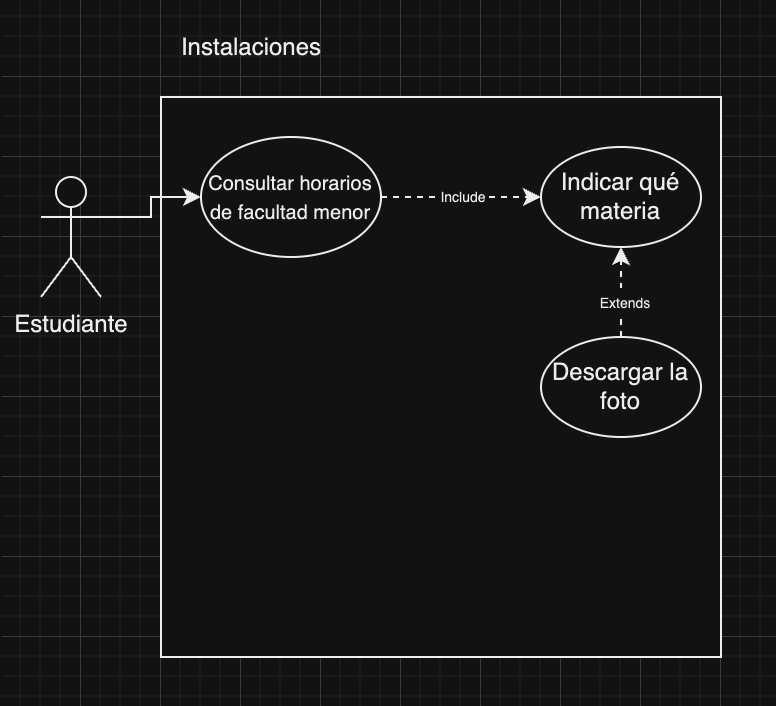 Instalaciones
Consultar horarios
de facultad menor
Include
Indicar qué
materia
Extends
Estudiante
Descargar la
foto